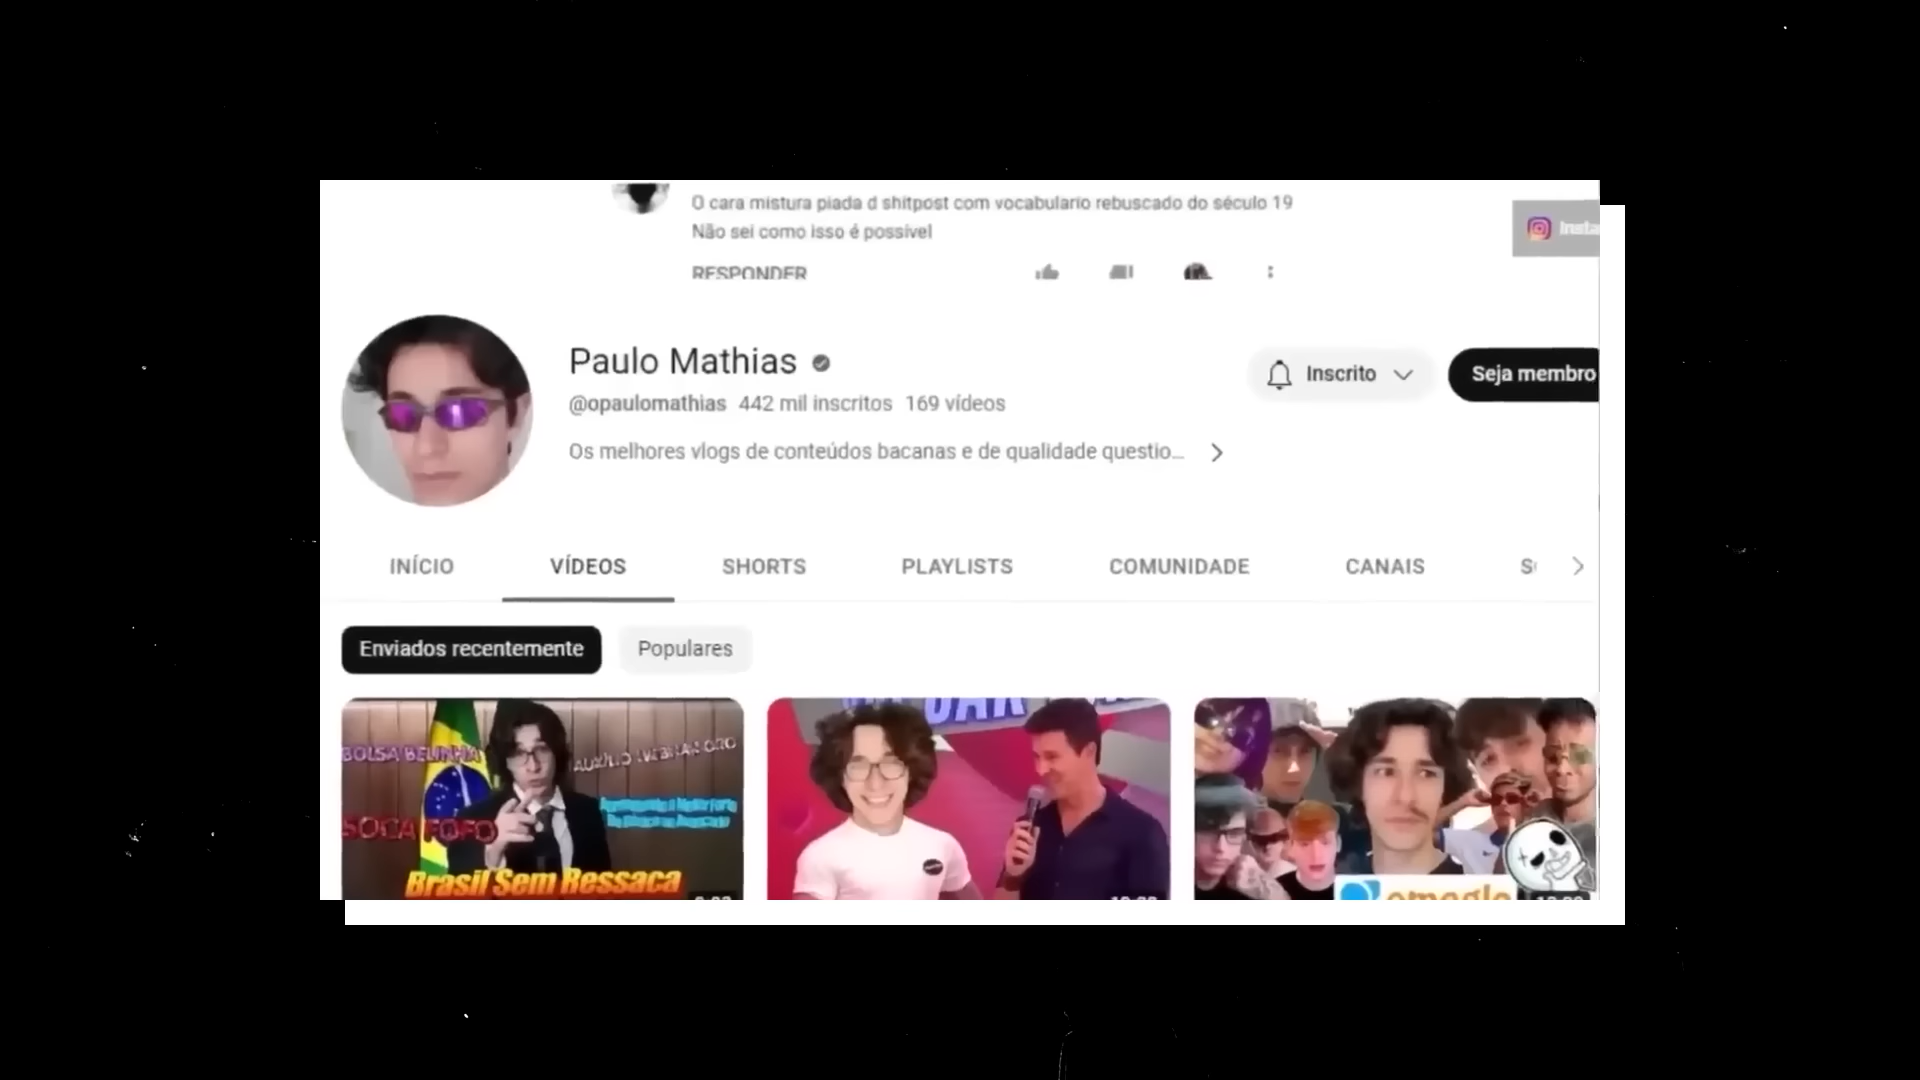 O cara mistura piada d shitpost com vocabulario rebuscado do século 19
Não sei como isso é possivel
RESPONDER
Insta
Paulo Mathias
@opaulomathias 442 mil inscritos 169 vídeos
Inscrito
Seja membro
Os melhores vlogs de conteúdos bacanas e de qualidade questio...
INÍCIO VÍDEOS SHORTS PLAYLISTS COMUNIDADE CANAIS
Enviados recentemente Populares
BOLSA BELINHA
SOCA FOFO
Brasil Sem Ressaca
omegle